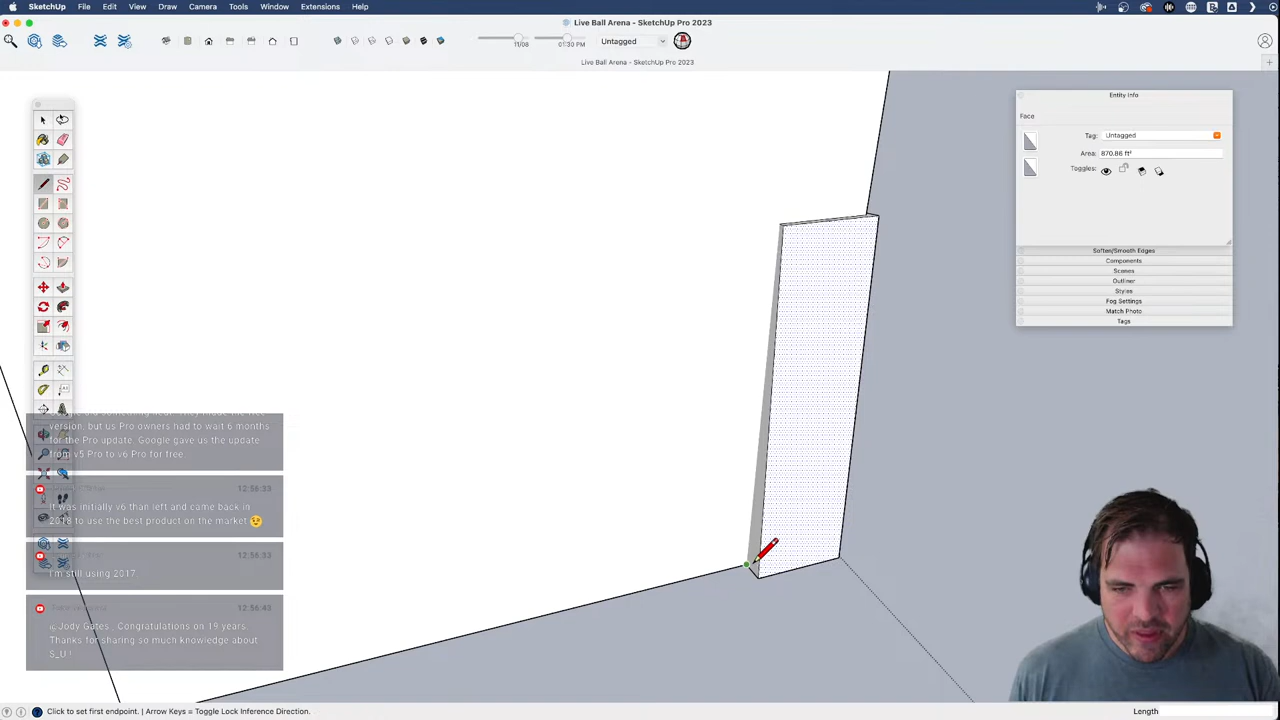 SketchUp File Edit View Draw Camera Tools Window Extensions Help
Live Ball Arena - SketchUp Pro 2023
11/08 01:30 PM Untagged
Live Ball Arena - SketchUp Pro 2023
Entity Info
Face
Tag: Untagged
Area: 870.86 ft²
Toggles:
Soften/Smooth Edges
Components
Scenes
Outliner
Styles
Fog Settings
Match Photo
Tags
version, but us Pro owners had to wait 6 months
for the Pro update. Google gave us the update
from v5 Pro to v6 Pro for free.
12:56:33
It was initially v6 than left and came back in
2018 to use the best product on the market 😟
12:56:33
I'm still using 2017.
12:56:43
@Jody Gates , Congratulations on 19 years.
Thanks for sharing so much knowledge about
S_U !
Click to set first endpoint. | Arrow Keys = Toggle Lock Inference Direction.
Length